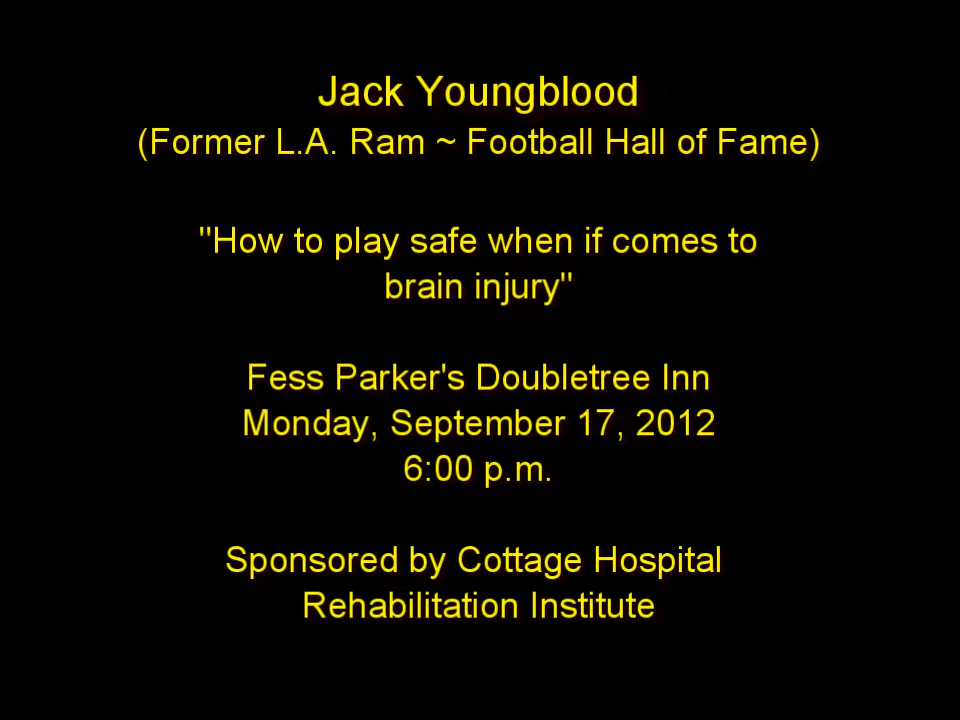 Jack Youngblood
(Former L.A. Ram ~ Football Hall of Fame)
"How to play safe when if comes to
brain injury"
Fess Parker's Doubletree Inn
Monday, September 17, 2012
6:00 p.m.
Sponsored by Cottage Hospital
Rehabilitation Institute